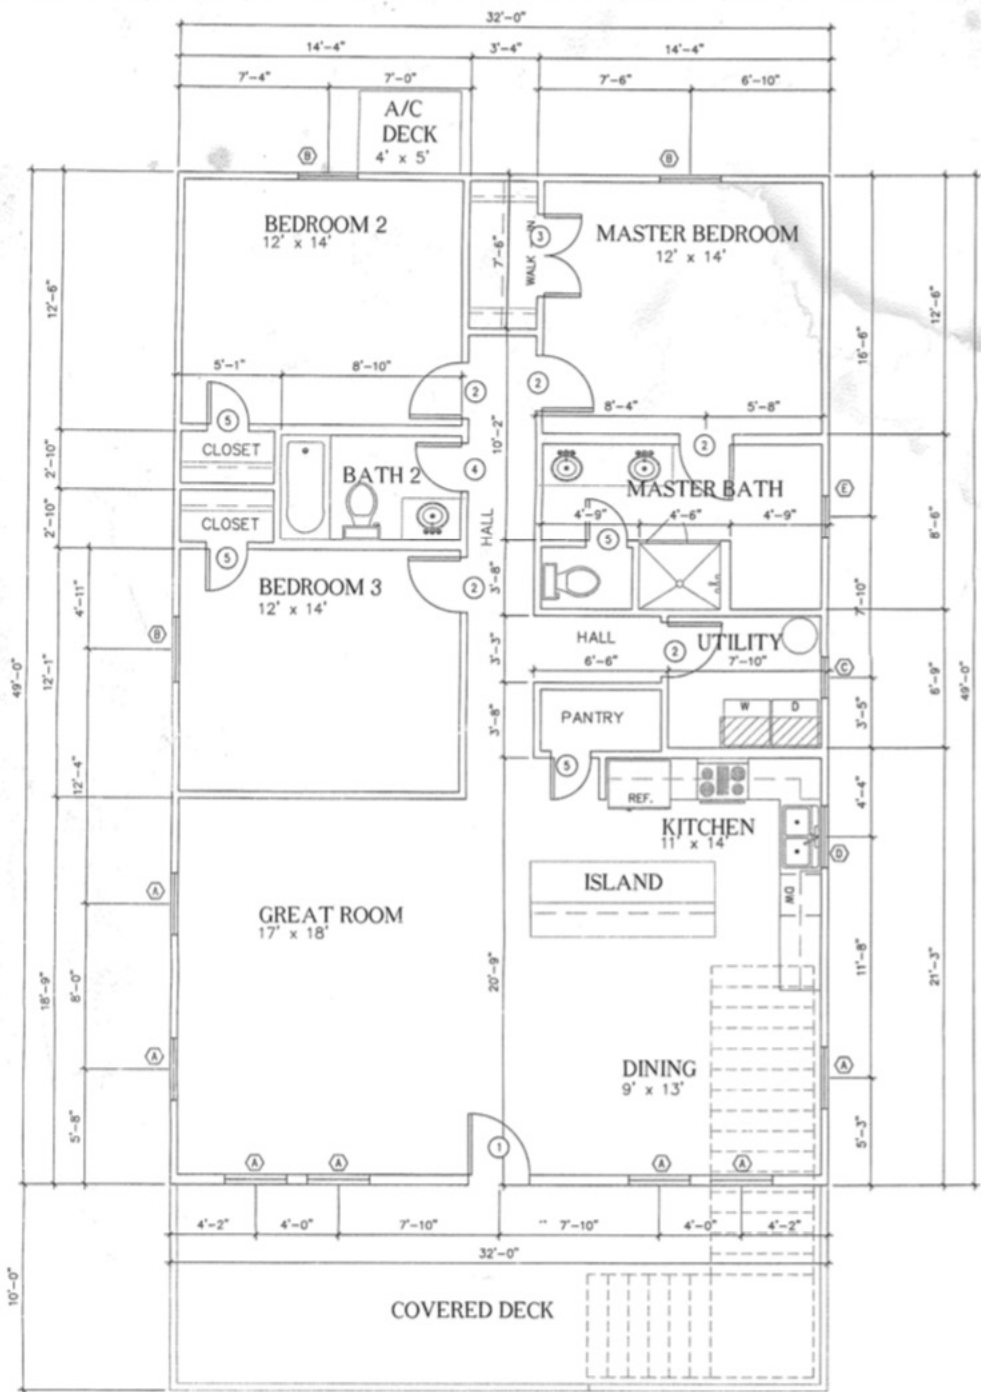 32'-0"
14'-4" 3'-4" 14'-4"
7'-4" 7'-0" 7'-6" 6'-10"
A/C
DECK
4' x 5'
B B
BEDROOM 2
12' x 14'
7'-6"
WALK IN
3
MASTER BEDROOM
12' x 14'
12'-6"
12'-6"
16'-6"
5'-1" 8'-10"
2 2
8'-4" 5'-8"
5
10'-2"
2
CLOSET
2'-10"
BATH 2
4
MASTER BATH
E
8'-6"
CLOSET
2'-10"
HALL
4'-9" 4'-6" 4'-9"
5
5
BEDROOM 3
12' x 14'
2
3'-8"
4'-11"
7'-10"
B
HALL
UTILITY
3'-3"
6'-6"
2
7'-10"
C
49'-0"
12'-1"
6'-9"
49'-0"
PANTRY
W D
3'-8"
3'-5"
5
12'-4"
REF.
4'-4"
KITCHEN
11' x 14'
D
ISLAND
DW
A
GREAT ROOM
17' x 18'
18'-9"
8'-0"
20'-9"
11'-8"
21'-3"
A
DINING
9' x 13'
A
5'-8"
5'-3"
1
A A A A
4'-2" 4'-0" 7'-10" 7'-10" 4'-0" 4'-2"
32'-0"
10'-0"
COVERED DECK